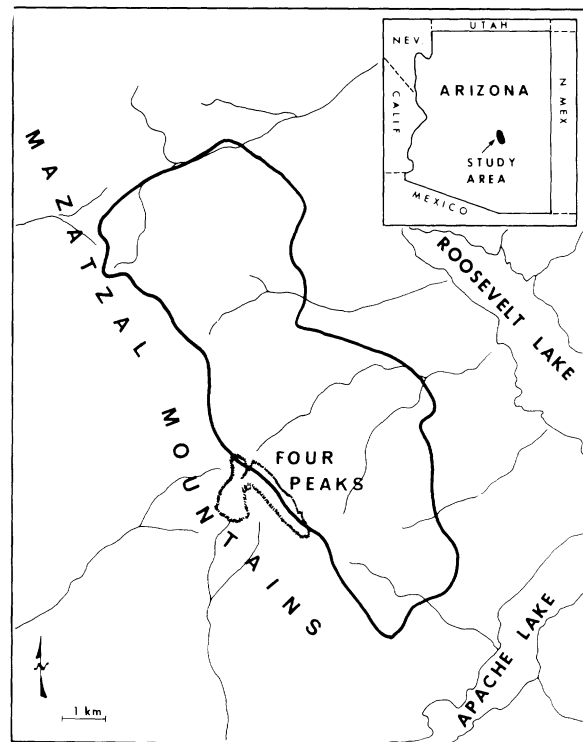 UTAH
NEV.
CALIF
ARIZONA
N MEX
STUDY
AREA
MEXICO
MAZATZAL MOUNTAINS
ROOSEVELT LAKE
FOUR
PEAKS
APACHE LAKE
N
1 km